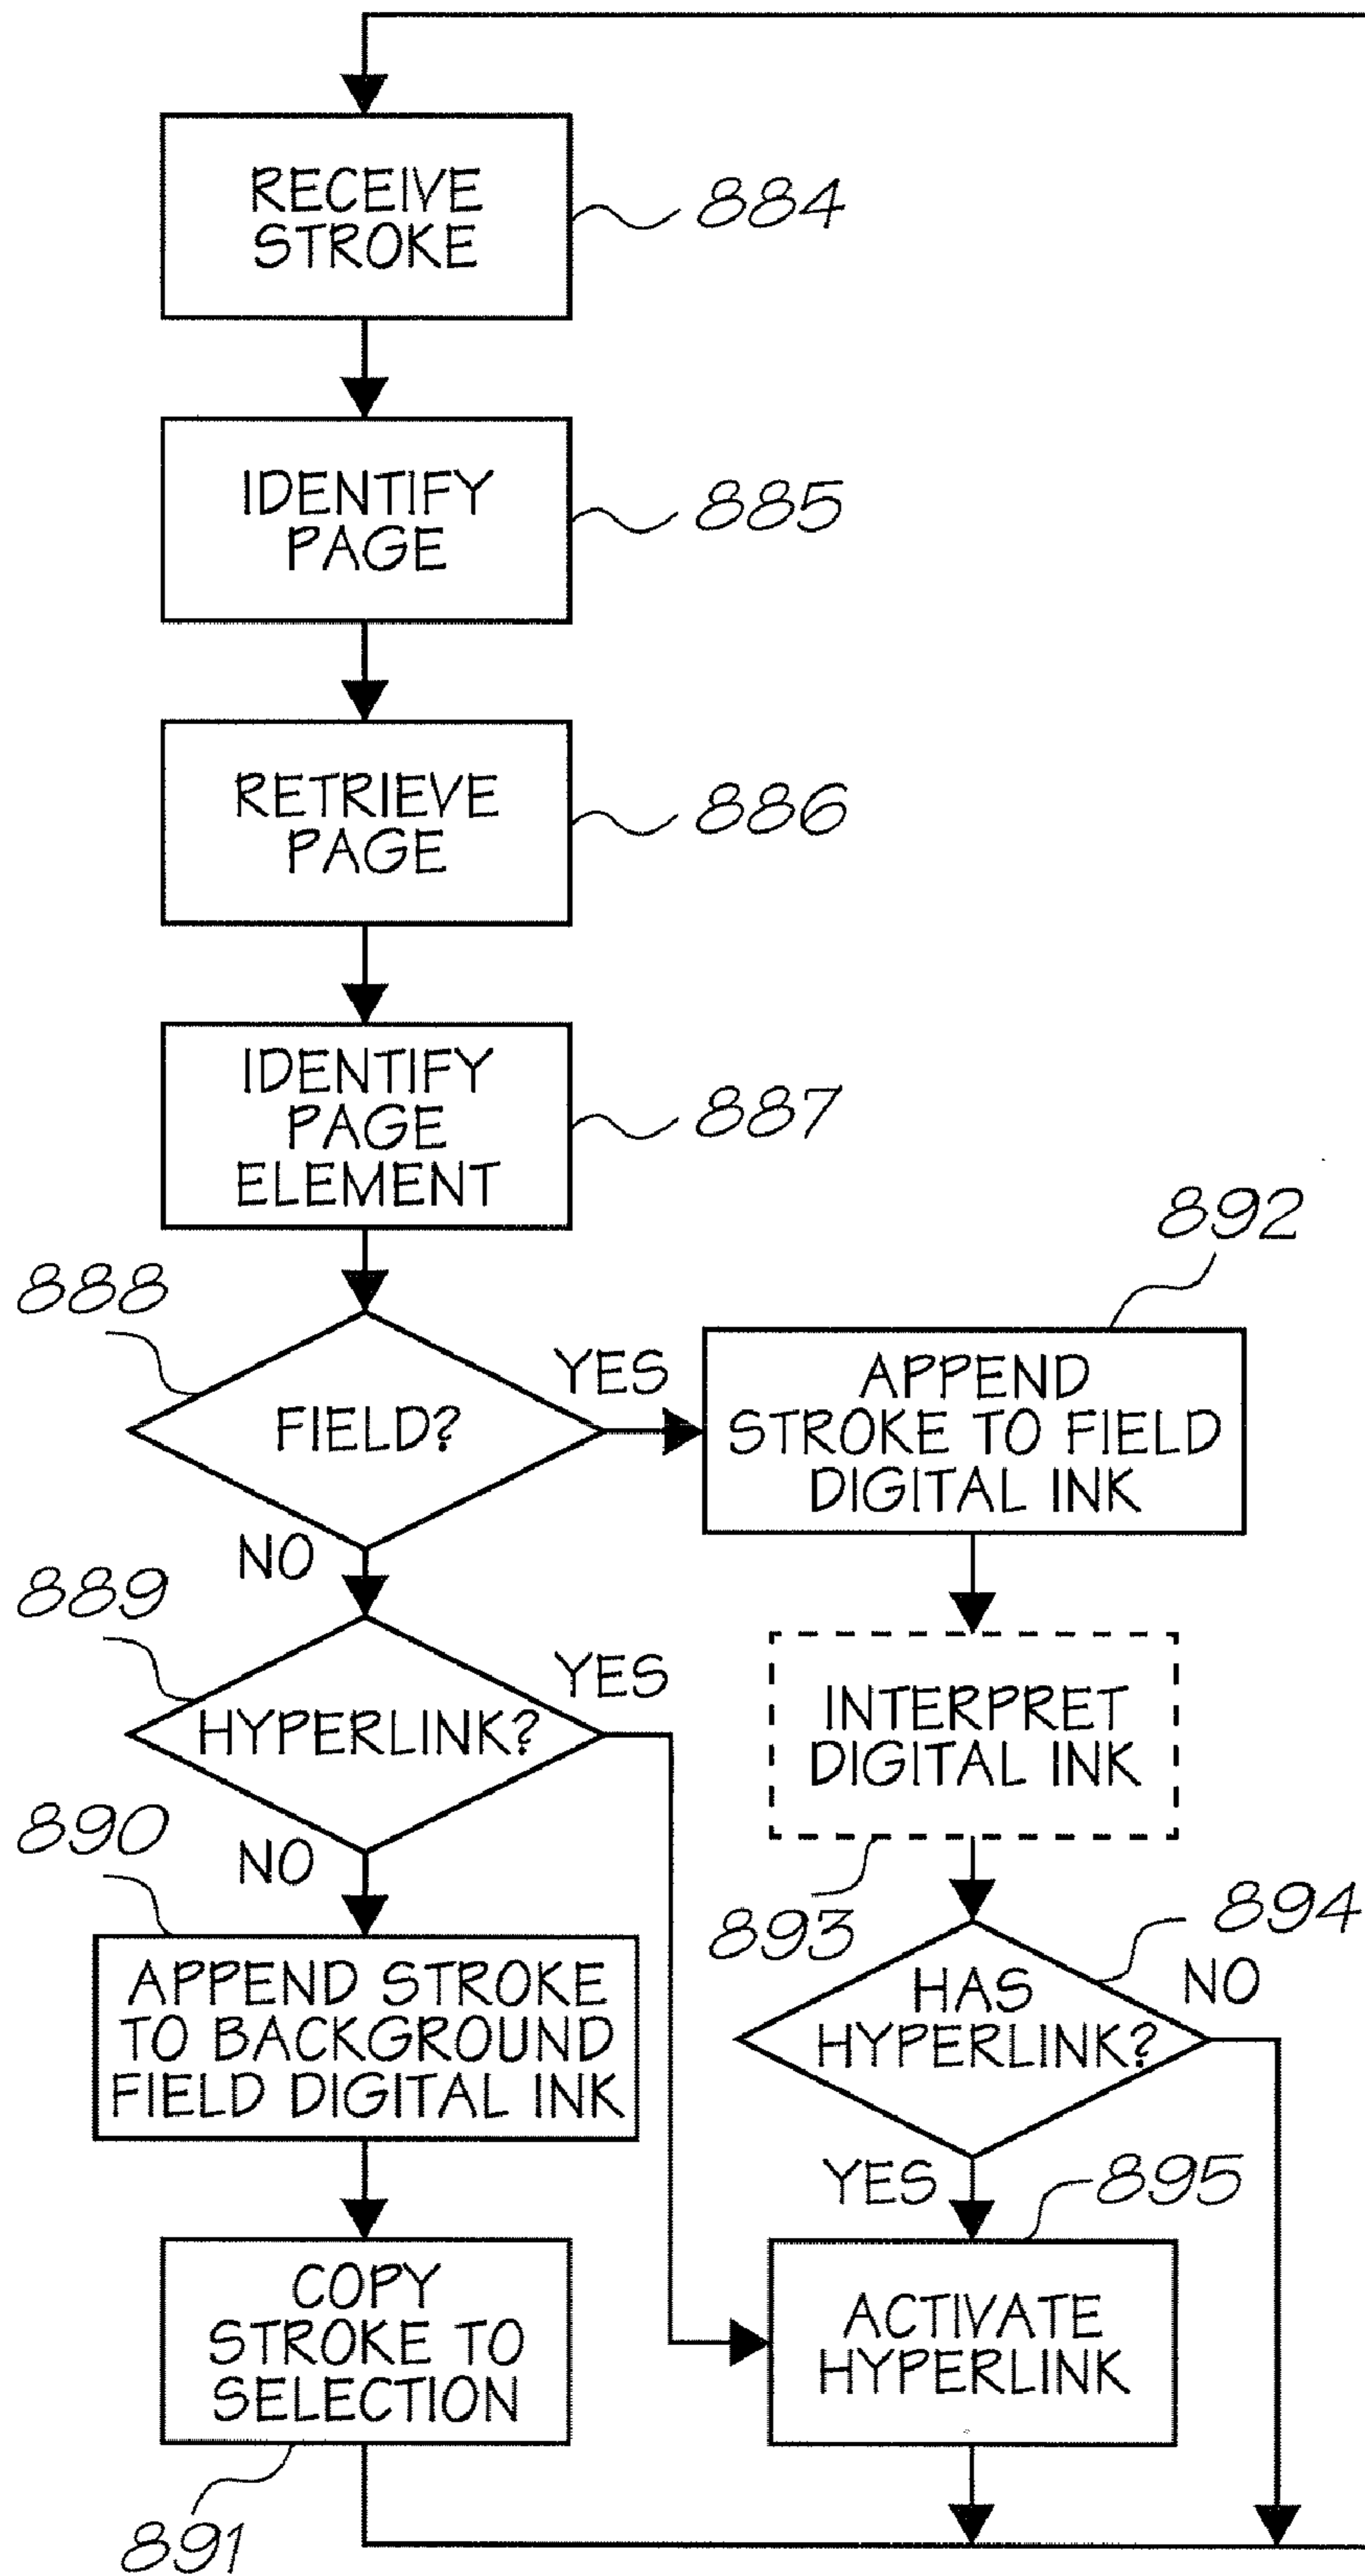 RECEIVE
STROKE
884
IDENTIFY
PAGE
885
RETRIEVE
PAGE
886
IDENTIFY
PAGE
ELEMENT
887
888
FIELD?
YES
NO
892
APPEND
STROKE TO FIELD
DIGITAL INK
889
HYPERLINK?
YES
NO
INTERPRET
DIGITAL INK
893
890
APPEND STROKE
TO BACKGROUND
FIELD DIGITAL INK
894
HAS
HYPERLINK?
NO
YES
895
COPY
STROKE TO
SELECTION
891
ACTIVATE
HYPERLINK